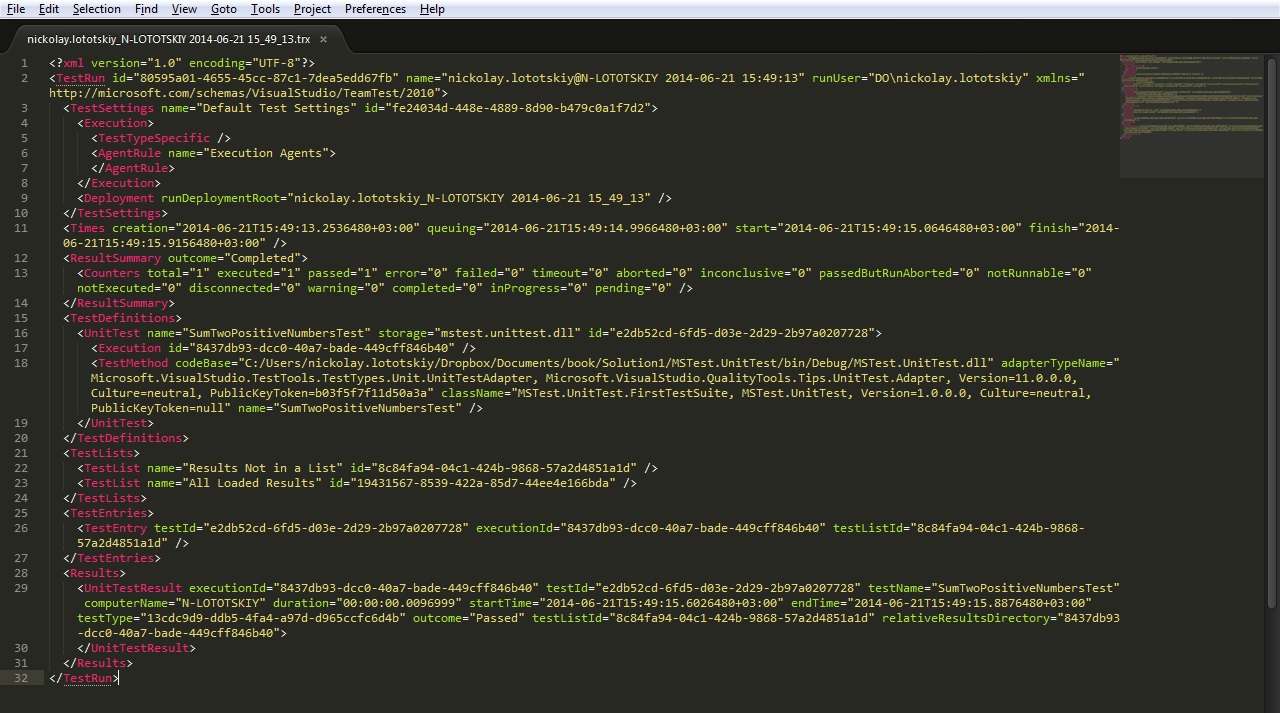 File Edit Selection Find View Goto Tools Project Preferences Help
nickolay.lototskiy_N-LOTOTSKIY 2014-06-21 15_49_13.trx ×
1 <?xml version="1.0" encoding="UTF-8"?>
2 <TestRun id="80595a01-4655-45cc-87c1-7dea5edd67fb" name="nickolay.lototskiy@N-LOTOTSKIY 2014-06-21 15:49:13" runUser="DO\nickolay.lototskiy" xmlns="
http://microsoft.com/schemas/VisualStudio/TeamTest/2010">
3 <TestSettings name="Default Test Settings" id="fe24034d-448e-4889-8d90-b479c0a1f7d2">
4 <Execution>
5 <TestTypeSpecific />
6 <AgentRule name="Execution Agents">
7 </AgentRule>
8 </Execution>
9 <Deployment runDeploymentRoot="nickolay.lototskiy_N-LOTOTSKIY 2014-06-21 15_49_13" />
10 </TestSettings>
11 <Times creation="2014-06-21T15:49:13.2536480+03:00" queuing="2014-06-21T15:49:14.9966480+03:00" start="2014-06-21T15:49:15.0646480+03:00" finish="2014-
06-21T15:49:15.9156480+03:00" />
12 <ResultSummary outcome="Completed">
13 <Counters total="1" executed="1" passed="1" error="0" failed="0" timeout="0" aborted="0" inconclusive="0" passedButRunAborted="0" notRunnable="0"
notExecuted="0" disconnected="0" warning="0" completed="0" inProgress="0" pending="0" />
14 </ResultSummary>
15 <TestDefinitions>
16 <UnitTest name="SumTwoPositiveNumbersTest" storage="mstest.unittest.dll" id="e2db52cd-6fd5-d03e-2d29-2b97a0207728">
17 <Execution id="8437db93-dcc0-40a7-bade-449cff846b40" />
18 <TestMethod codeBase="C:/Users/nickolay.lototskiy/Dropbox/Documents/book/Solution1/MSTest.UnitTest/bin/Debug/MSTest.UnitTest.dll" adapterTypeName="
Microsoft.VisualStudio.TestTools.TestTypes.Unit.UnitTestAdapter, Microsoft.VisualStudio.QualityTools.Tips.UnitTest.Adapter, Version=11.0.0.0,
Culture=neutral, PublicKeyToken=b03f5f7f11d50a3a" className="MSTest.UnitTest.FirstTestSuite, MSTest.UnitTest, Version=1.0.0.0, Culture=neutral,
PublicKeyToken=null" name="SumTwoPositiveNumbersTest" />
19 </UnitTest>
20 </TestDefinitions>
21 <TestLists>
22 <TestList name="Results Not in a List" id="8c84fa94-04c1-424b-9868-57a2d4851a1d" />
23 <TestList name="All Loaded Results" id="19431567-8539-422a-85d7-44ee4e166bda" />
24 </TestLists>
25 <TestEntries>
26 <TestEntry testId="e2db52cd-6fd5-d03e-2d29-2b97a0207728" executionId="8437db93-dcc0-40a7-bade-449cff846b40" testListId="8c84fa94-04c1-424b-9868-
57a2d4851a1d" />
27 </TestEntries>
28 <Results>
29 <UnitTestResult executionId="8437db93-dcc0-40a7-bade-449cff846b40" testId="e2db52cd-6fd5-d03e-2d29-2b97a0207728" testName="SumTwoPositiveNumbersTest"
computerName="N-LOTOTSKIY" duration="00:00:00.0096999" startTime="2014-06-21T15:49:15.6026480+03:00" endTime="2014-06-21T15:49:15.8876480+03:00"
testType="13cdc9d9-ddb5-4fa4-a97d-d965ccfc6d4b" outcome="Passed" testListId="8c84fa94-04c1-424b-9868-57a2d4851a1d" relativeResultsDirectory="8437db93
-dcc0-40a7-bade-449cff846b40">
30 </UnitTestResult>
31 </Results>
32 </TestRun>